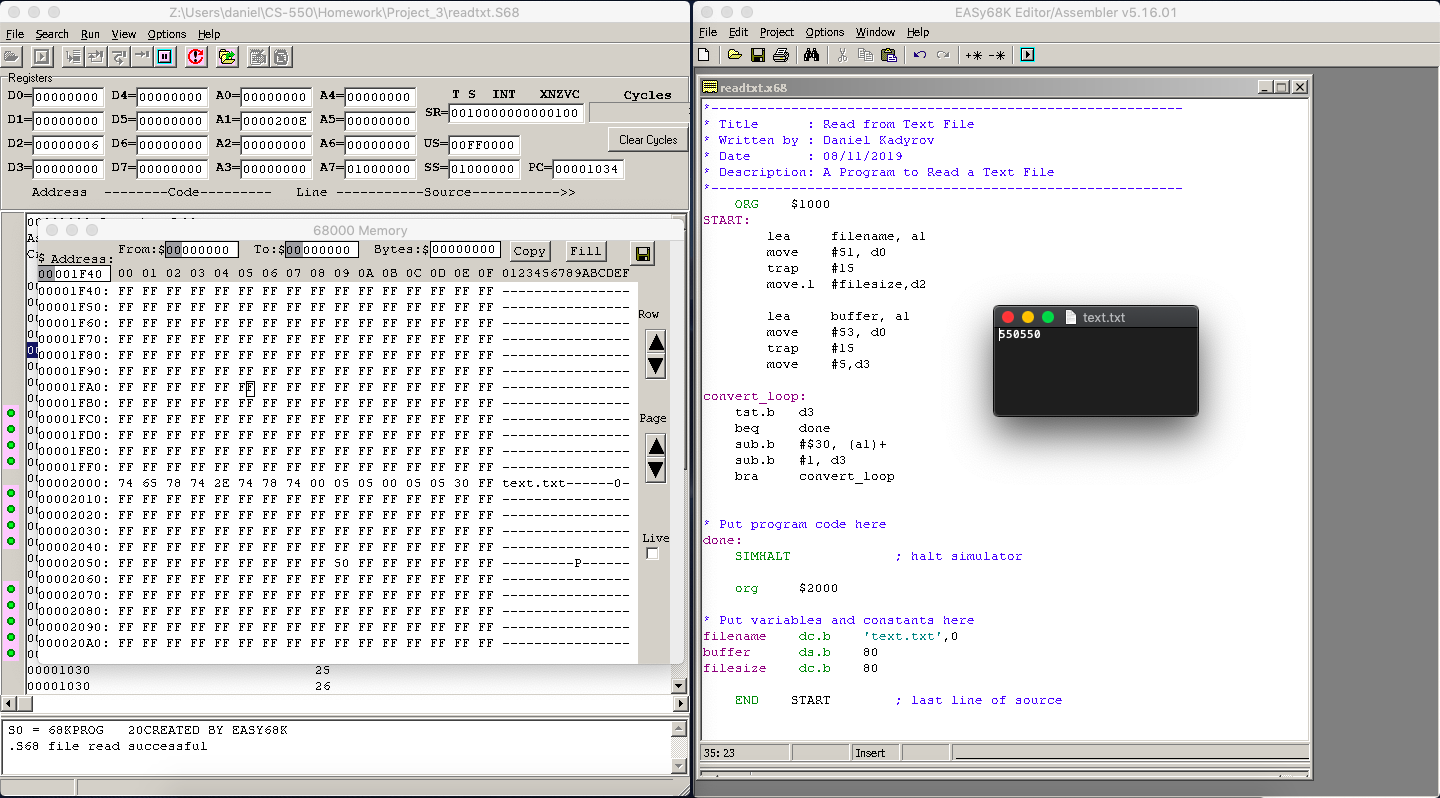 Z:\Users\daniel\CS-550\Homework\Project_3\readtxt.S68
File Search Run View Options Help
Registers
D0=00000000 D4=00000000 A0=00000000 A4=00000000 T S INT XNZVC Cycles
D1=00000000 D5=00000000 A1=0000200E A5=00000000 SR=0010000000000100
D2=00000006 D6=00000000 A2=00000000 A6=00000000 US=00FF0000 Clear Cycles
D3=00000000 D7=00000000 A3=00000000 A7=01000000 SS=01000000 PC=00001034
Address --------Code--------- Line ------------Source------------>>
68000 Memory
From:$00000000 To:$00000000 Bytes:$00000000 Copy Fill
$ Address:
00001F40 00 01 02 03 04 05 06 07 08 09 0A 0B 0C 0D 0E 0F 0123456789ABCDEF
00001F40: FF FF FF FF FF FF FF FF FF FF FF FF FF FF FF FF ----------------
00001F50: FF FF FF FF FF FF FF FF FF FF FF FF FF FF FF FF ----------------
00001F60: FF FF FF FF FF FF FF FF FF FF FF FF FF FF FF FF ----------------
00001F70: FF FF FF FF FF FF FF FF FF FF FF FF FF FF FF FF ----------------
00001F80: FF FF FF FF FF FF FF FF FF FF FF FF FF FF FF FF ----------------
00001F90: FF FF FF FF FF FF FF FF FF FF FF FF FF FF FF FF ----------------
00001FA0: FF FF FF FF FF FF FF FF FF FF FF FF FF FF FF FF ----------------
00001FB0: FF FF FF FF FF FF FF FF FF FF FF FF FF FF FF FF ----------------
00001FC0: FF FF FF FF FF FF FF FF FF FF FF FF FF FF FF FF ----------------
00001FD0: FF FF FF FF FF FF FF FF FF FF FF FF FF FF FF FF ----------------
00001FE0: FF FF FF FF FF FF FF FF FF FF FF FF FF FF FF FF ----------------
00001FF0: FF FF FF FF FF FF FF FF FF FF FF FF FF FF FF FF ----------------
00002000: 74 65 78 74 2E 74 78 74 00 05 05 00 05 05 30 FF text.txt------0-
00002010: FF FF FF FF FF FF FF FF FF FF FF FF FF FF FF FF ----------------
00002020: FF FF FF FF FF FF FF FF FF FF FF FF FF FF FF FF ----------------
00002030: FF FF FF FF FF FF FF FF FF FF FF FF FF FF FF FF ----------------
00002040: FF FF FF FF FF FF FF FF FF FF FF FF FF FF FF FF ----------------
00002050: FF FF FF FF FF FF FF FF FF 50 FF FF FF FF FF FF ---------P------
00002060: FF FF FF FF FF FF FF FF FF FF FF FF FF FF FF FF ----------------
00002070: FF FF FF FF FF FF FF FF FF FF FF FF FF FF FF FF ----------------
00002080: FF FF FF FF FF FF FF FF FF FF FF FF FF FF FF FF ----------------
00002090: FF FF FF FF FF FF FF FF FF FF FF FF FF FF FF FF ----------------
000020A0: FF FF FF FF FF FF FF FF FF FF FF FF FF FF FF FF ----------------
Row
Page
Live
00001030 25
00001030 26
S0 = 68KPROG 20CREATED BY EASY68K
.S68 file read successful
EASy68K Editor/Assembler v5.16.01
File Edit Project Options Window Help
readtxt.x68
*-----------------------------------------------------------
* Title : Read from Text File
* Written by : Daniel Kadyrov
* Date : 08/11/2019
* Description: A Program to Read a Text File
*-----------------------------------------------------------
ORG $1000
START:
lea filename, a1
move #51, d0
trap #15
move.l #filesize,d2
lea buffer, a1
move #53, d0
trap #15
move #5,d3
convert_loop:
tst.b d3
beq done
sub.b #$30, (a1)+
sub.b #1, d3
bra convert_loop
* Put program code here
done:
SIMHALT ; halt simulator
org $2000
* Put variables and constants here
filename dc.b 'text.txt',0
buffer ds.b 80
filesize dc.b 80
END START ; last line of source
35:23 Insert
text.txt
550550